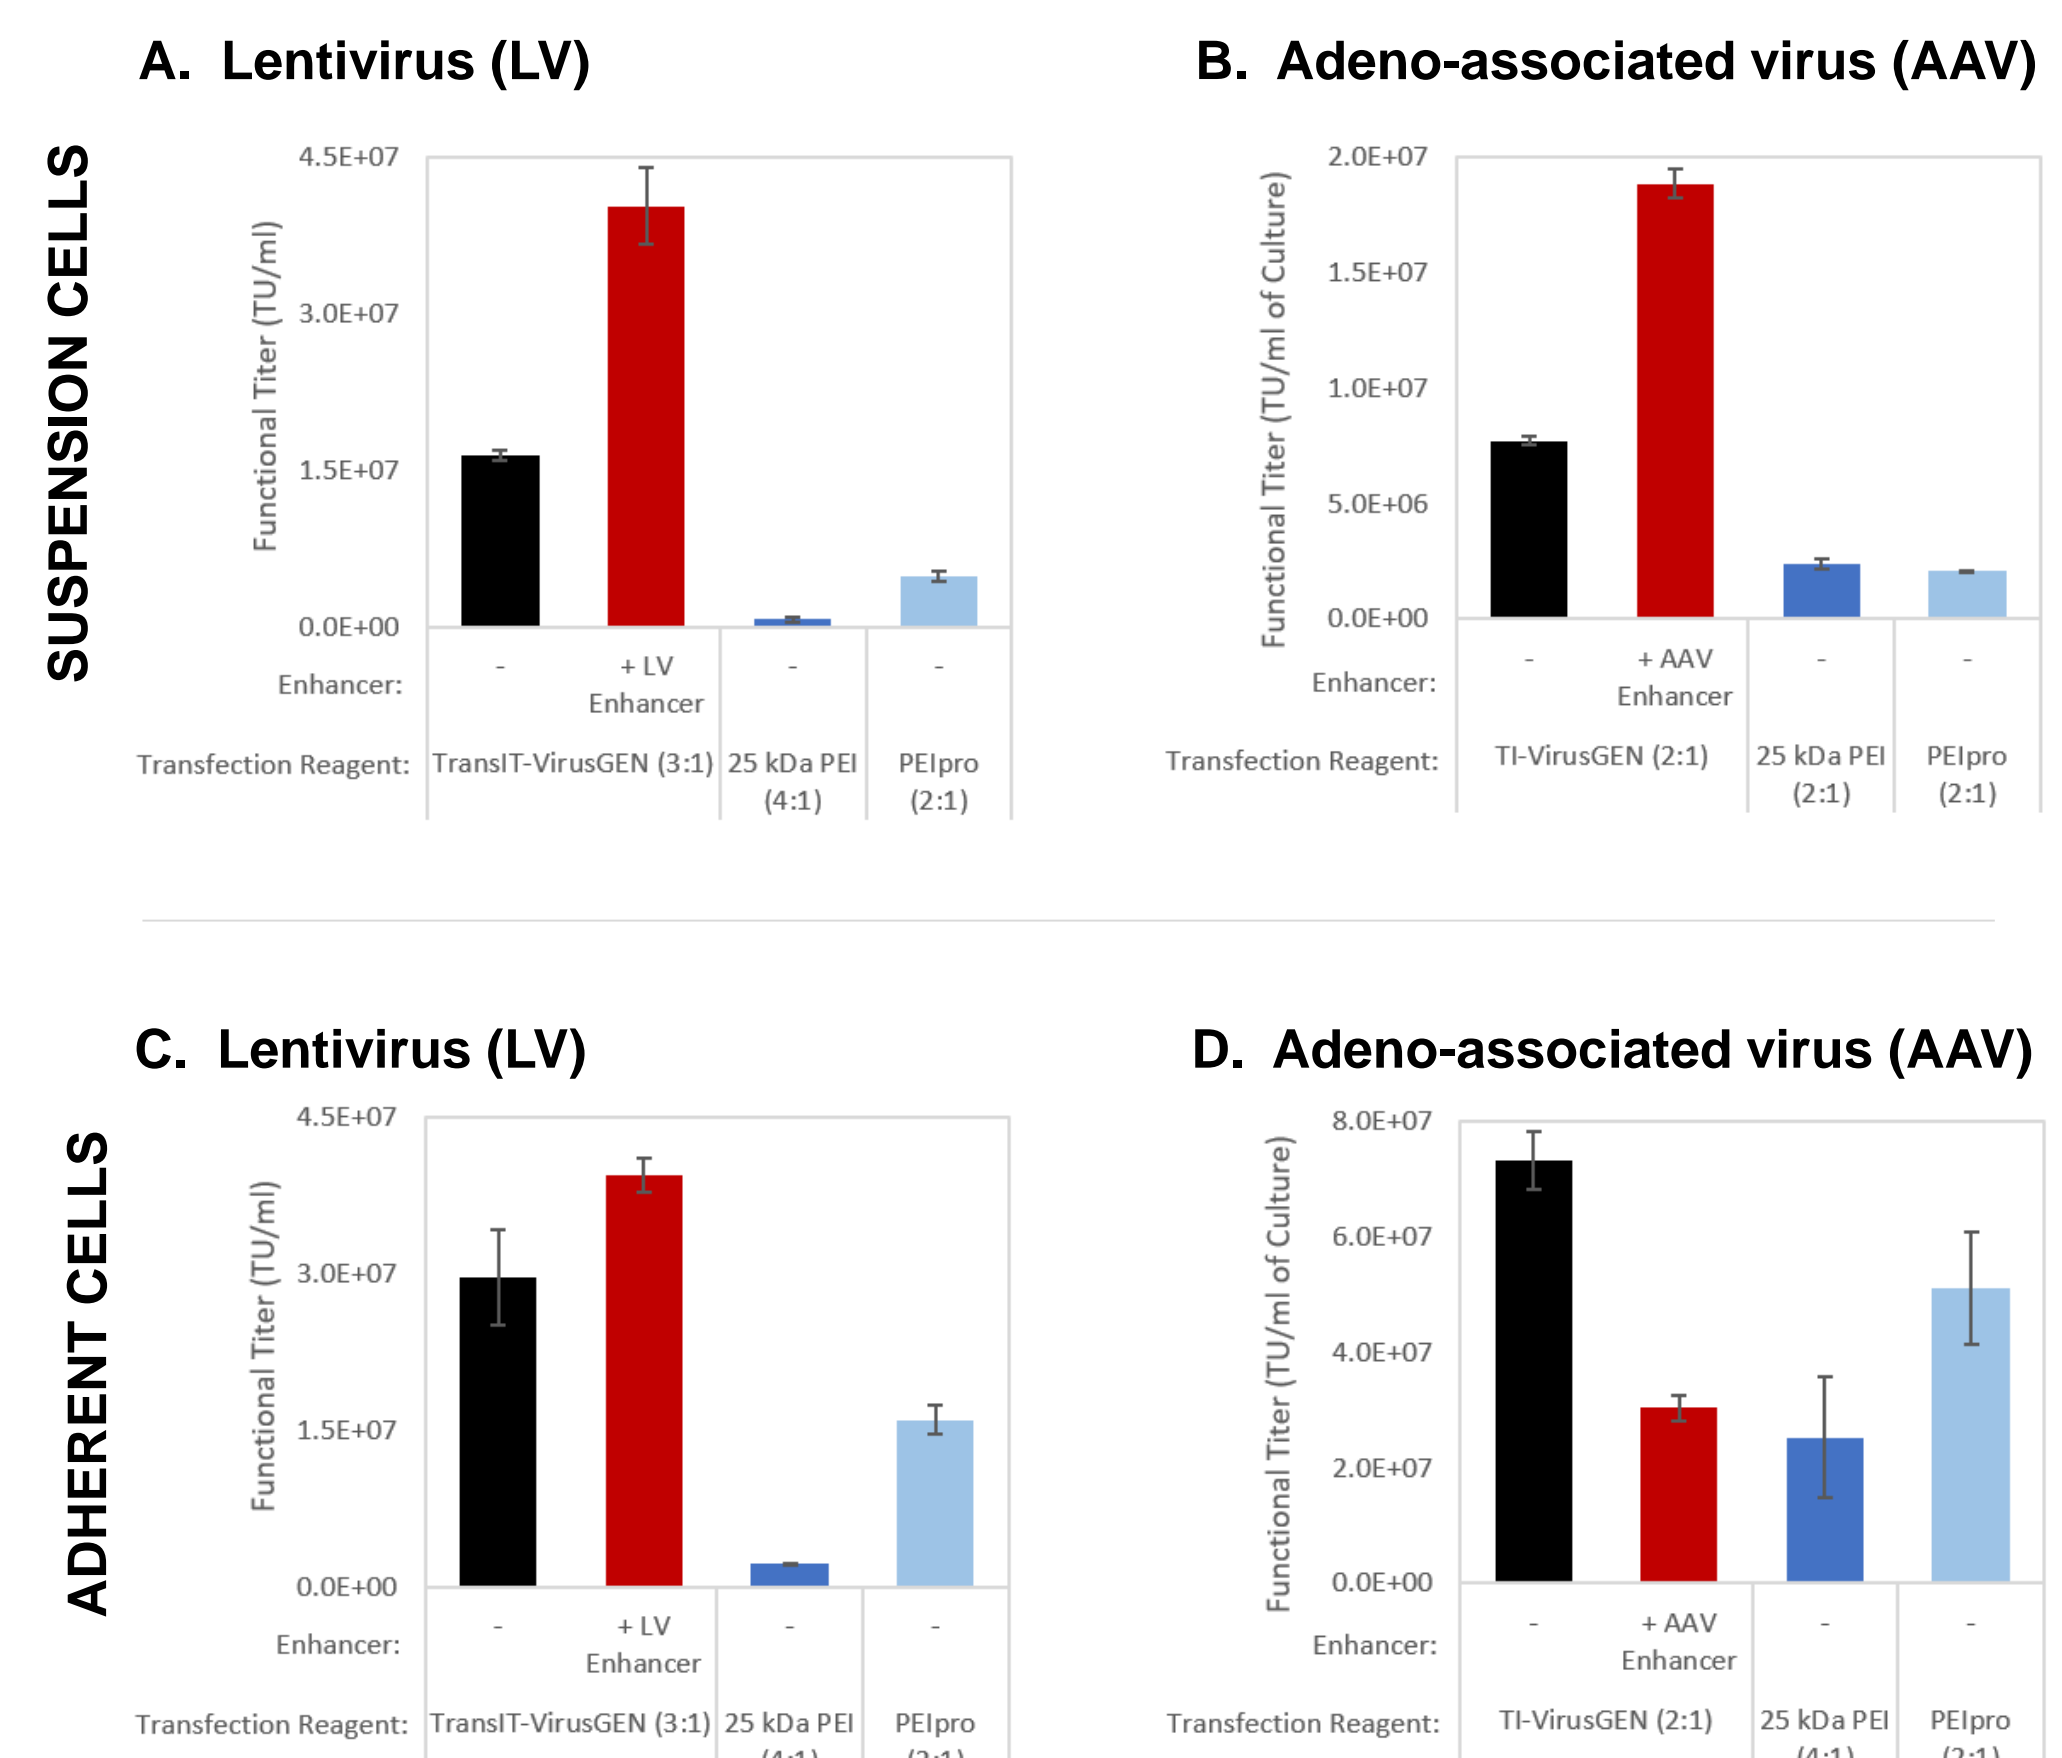 A. Lentivirus (LV)
SUSPENSION CELLS
Functional Titer (TU/ml)
4.5E+07
3.0E+07
1.5E+07
0.0E+00
Enhancer:
-
+ LV
Enhancer
-
-
Transfection Reagent:
TransIT-VirusGEN (3:1)
25 kDa PEI
(4:1)
PEIpro
(2:1)
B. Adeno-associated virus (AAV)
Functional Titer (TU/ml of Culture)
2.0E+07
1.5E+07
1.0E+07
5.0E+06
0.0E+00
Enhancer:
-
+ AAV
Enhancer
-
-
Transfection Reagent:
TI-VirusGEN (2:1)
25 kDa PEI
(2:1)
PEIpro
(2:1)
C. Lentivirus (LV)
ADHERENT CELLS
Functional Titer (TU/ml)
4.5E+07
3.0E+07
1.5E+07
0.0E+00
Enhancer:
-
+ LV
Enhancer
-
-
Transfection Reagent:
TransIT-VirusGEN (3:1)
25 kDa PEI
PEIpro
D. Adeno-associated virus (AAV)
Functional Titer (TU/ml of Culture)
8.0E+07
6.0E+07
4.0E+07
2.0E+07
0.0E+00
Enhancer:
-
+ AAV
Enhancer
-
-
Transfection Reagent:
TI-VirusGEN (2:1)
25 kDa PEI
PEIpro